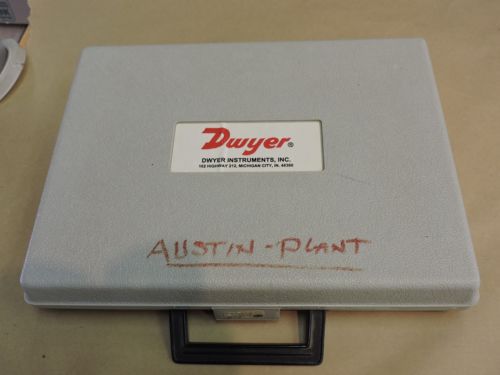 Dwyer®
DWYER INSTRUMENTS, INC.
102 HIGHWAY 212, MICHIGAN CITY, IN. 46360
AUSTIN-PLANT